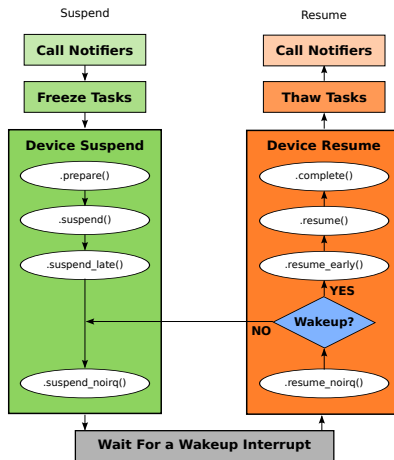 Suspend
Call Notifiers
Freeze Tasks
Device Suspend
.prepare()
.suspend()
.suspend_late()
.suspend_noirq()
Resume
Call Notifiers
Thaw Tasks
Device Resume
.complete()
.resume()
.resume_early()
YES
Wakeup?
NO
.resume_noirq()
Wait For a Wakeup Interrupt